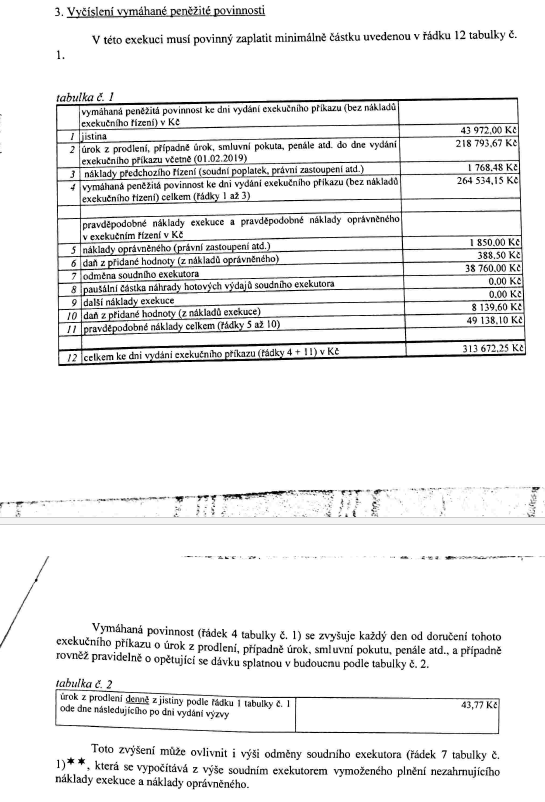 3. Vyčíslení vymáhané peněžité povinnosti
V této exekuci musí povinný zaplatit minimálně částku uvedenou v řádku 12 tabulky č.
1.
tabulka č. 1
vymáhaná peněžitá povinnost ke dni vydání exekučního příkazu (bez nákladů
exekučního řízení) v Kč
1 jistina 43 972,00 Kč
2 úrok z prodlení, případně úrok, smluvní pokuta, penále atd. do dne vydání 218 793,67 Kč
exekučního příkazu včetně (01.02.2019)
3 náklady předchozího řízení (soudní poplatek, právní zastoupení atd.) 1 768,48 Kč
4 vymáhaná peněžitá povinnost ke dni vydání exekučního příkazu (bez nákladů 264 534,15 Kč
exekučního řízení) celkem (řádky 1 až 3)
pravděpodobné náklady exekuce a pravděpodobné náklady oprávněného
v exekučním řízení v Kč
5 náklady oprávněného (právní zastoupení atd.) 1 850,00 Kč
6 daň z přidané hodnoty (z nákladů oprávněného) 388,50 Kč
7 odměna soudního exekutora 38 760,00 Kč
8 paušální částka náhrady hotových výdajů soudního exekutora 0,00 Kč
9 další náklady exekuce 0,00 Kč
10 daň z přidané hodnoty (z nákladů exekuce) 8 139,60 Kč
11 pravděpodobné náklady celkem (řádky 5 až 10) 49 138,10 Kč
12 celkem ke dni vydání exekučního příkazu (řádky 4 + 11) v Kč 313 672,25 Kč
Vymáhaná povinnost (řádek 4 tabulky č. 1) se zvyšuje každý den od doručení tohoto
exekučního příkazu o úrok z prodlení, případně úrok, smluvní pokutu, penále atd., a případně
rovněž pravidelně o opětující se dávku splatnou v budoucnu podle tabulky č. 2.
tabulka č. 2
úrok z prodlení denně z jistiny podle řádku 1 tabulky č. 1 43,77 Kč
ode dne následujícího po dni vydání výzvy
Toto zvýšení může ovlivnit i výši odměny soudního exekutora (řádek 7 tabulky č.
1)**, která se vypočítává z výše soudním exekutorem vymoženého plnění nezahrnujícího
náklady exekuce a náklady oprávněného.